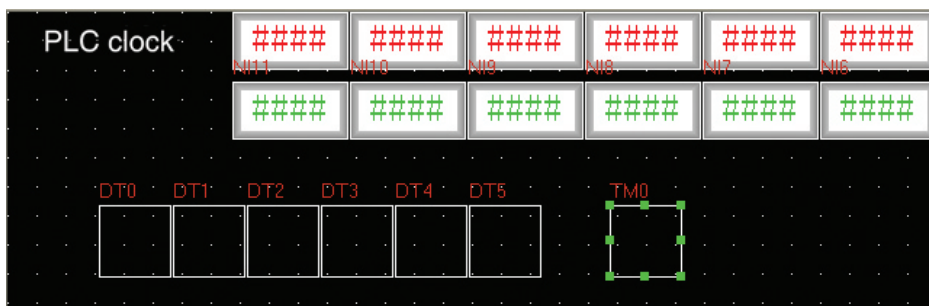 PLC clock #### #### #### #### #### ####
NI11 NI10 NI9 NI8 NI7 NI6
#### #### #### #### #### ####
DT0 DT1 DT2 DT3 DT4 DT5 TM0